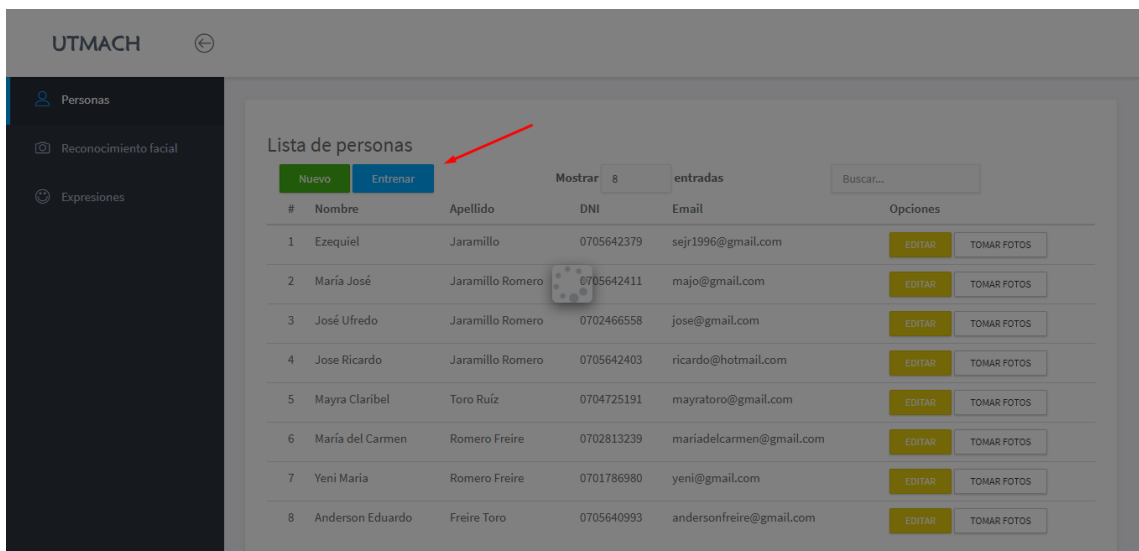 UTMACH
Personas
Reconocimiento facial
Expresiones
Lista de personas
Nuevo Entrenar Mostrar 8 entradas Buscar...
# Nombre Apellido DNI Email Opciones
1 Ezequiel Jaramillo 0705642379 sejr1996@gmail.com EDITAR TOMAR FOTOS
2 María José Jaramillo Romero 0705642411 majo@gmail.com EDITAR TOMAR FOTOS
3 José Ufredo Jaramillo Romero 0702466558 jose@gmail.com EDITAR TOMAR FOTOS
4 Jose Ricardo Jaramillo Romero 0705642403 ricardo@hotmail.com EDITAR TOMAR FOTOS
5 Mayra Claribel Toro Ruíz 0704725191 mayratoro@gmail.com EDITAR TOMAR FOTOS
6 María del Carmen Romero Freire 0702813239 mariadelcarmen@gmail.com EDITAR TOMAR FOTOS
7 Yeni Maria Romero Freire 0701786980 yeni@gmail.com EDITAR TOMAR FOTOS
8 Anderson Eduardo Freire Toro 0705640993 andersonfreire@gmail.com EDITAR TOMAR FOTOS